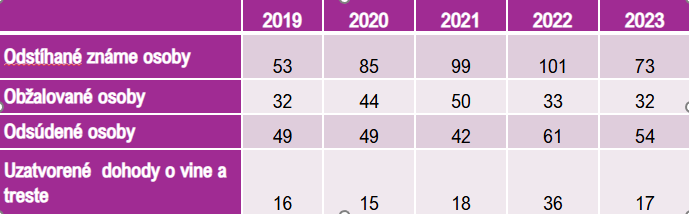 2019 2020 2021 2022 2023
Odstíhané známe osoby 53 85 99 101 73
Obžalované osoby 32 44 50 33 32
Odsúdené osoby 49 49 42 61 54
Uzatvorené dohody o vine a
treste 16 15 18 36 17